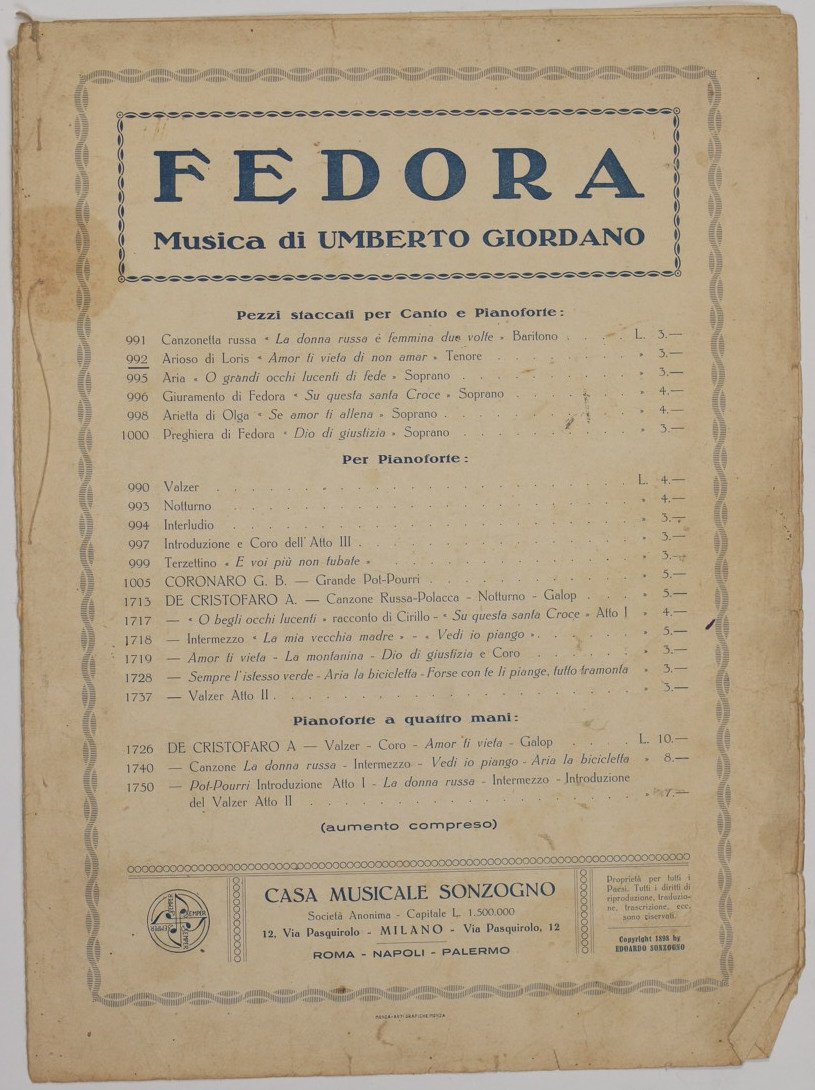 FEDORA
Musica di UMBERTO GIORDANO
Pezzi staccati per Canto e Pianoforte:
991 Canzonetta russa « La donna russa è femmina due volte » Baritono . . . . L. 3.—
992 Arioso di Loris « Amor ti vieta di non amar » Tenore . . . . » 3.—
995 Aria « O grandi occhi lucenti di fede » Soprano . . . . » 3.—
996 Giuramento di Fedora « Su questa santa Croce » Soprano . . . . » 4.—
998 Arietta di Olga « Se amor ti allena » Soprano . . . . » 4.—
1000 Preghiera di Fedora « Dio di giustizia » Soprano . . . . » 3.—
Per Pianoforte:
990 Valzer . . . . L. 4.—
993 Notturno . . . . » 4.—
994 Interludio . . . . » 3.—
997 Introduzione e Coro dell'Atto III . . . . » 3.—
999 Terzettino « E voi più non tubate » . . . . » 3.—
1005 CORONARO G. B. — Grande Pot-Pourri . . . . » 5.—
1713 DE CRISTOFARO A. — Canzone Russa-Polacca - Notturno - Galop . . . . » 5.—
1717 — « O begli occhi lucenti » racconto di Cirillo - « Su questa santa Croce » Atto I » 4.—
1718 — Intermezzo « La mia vecchia madre » - « Vedi io piango » . . . . » 5.—
1719 — Amor ti vieta - La montanina - Dio di giustizia e Coro . . . . » 3.—
1728 — Sempre l'istesso verde - Aria la bicicletta - Forse con te li piange, tutto tramonta » 3.—
1737 — Valzer Atto II . . . . » 3.—
Pianoforte a quattro mani:
1726 DE CRISTOFARO A — Valzer - Coro - Amor ti vieta - Galop . . . . L. 10.—
1740 — Canzone La donna russa - Intermezzo - Vedi io piango - Aria la bicicletta » 8.—
1750 — Pot-Pourri Introduzione Atto I - La donna russa - Intermezzo - Introduzione
del Valzer Atto II . . . . » 7.—
(aumento compreso)
SEMPER SEMPER SEMPER SEMPER
CASA MUSICALE SONZOGNO
Società Anonima - Capitale L. 1.500.000
12, Via Pasquirolo - MILANO - Via Pasquirolo, 12
ROMA - NAPOLI - PALERMO
Proprietà per tutti i
Paesi. Tutti i diritti di
riproduzione, traduzio-
ne, trascrizione, ecc.
sono riservati.
Copyright 1898 by
EDOARDO SONZOGNO
MONZA - ARTI GRAFICHE MONZA